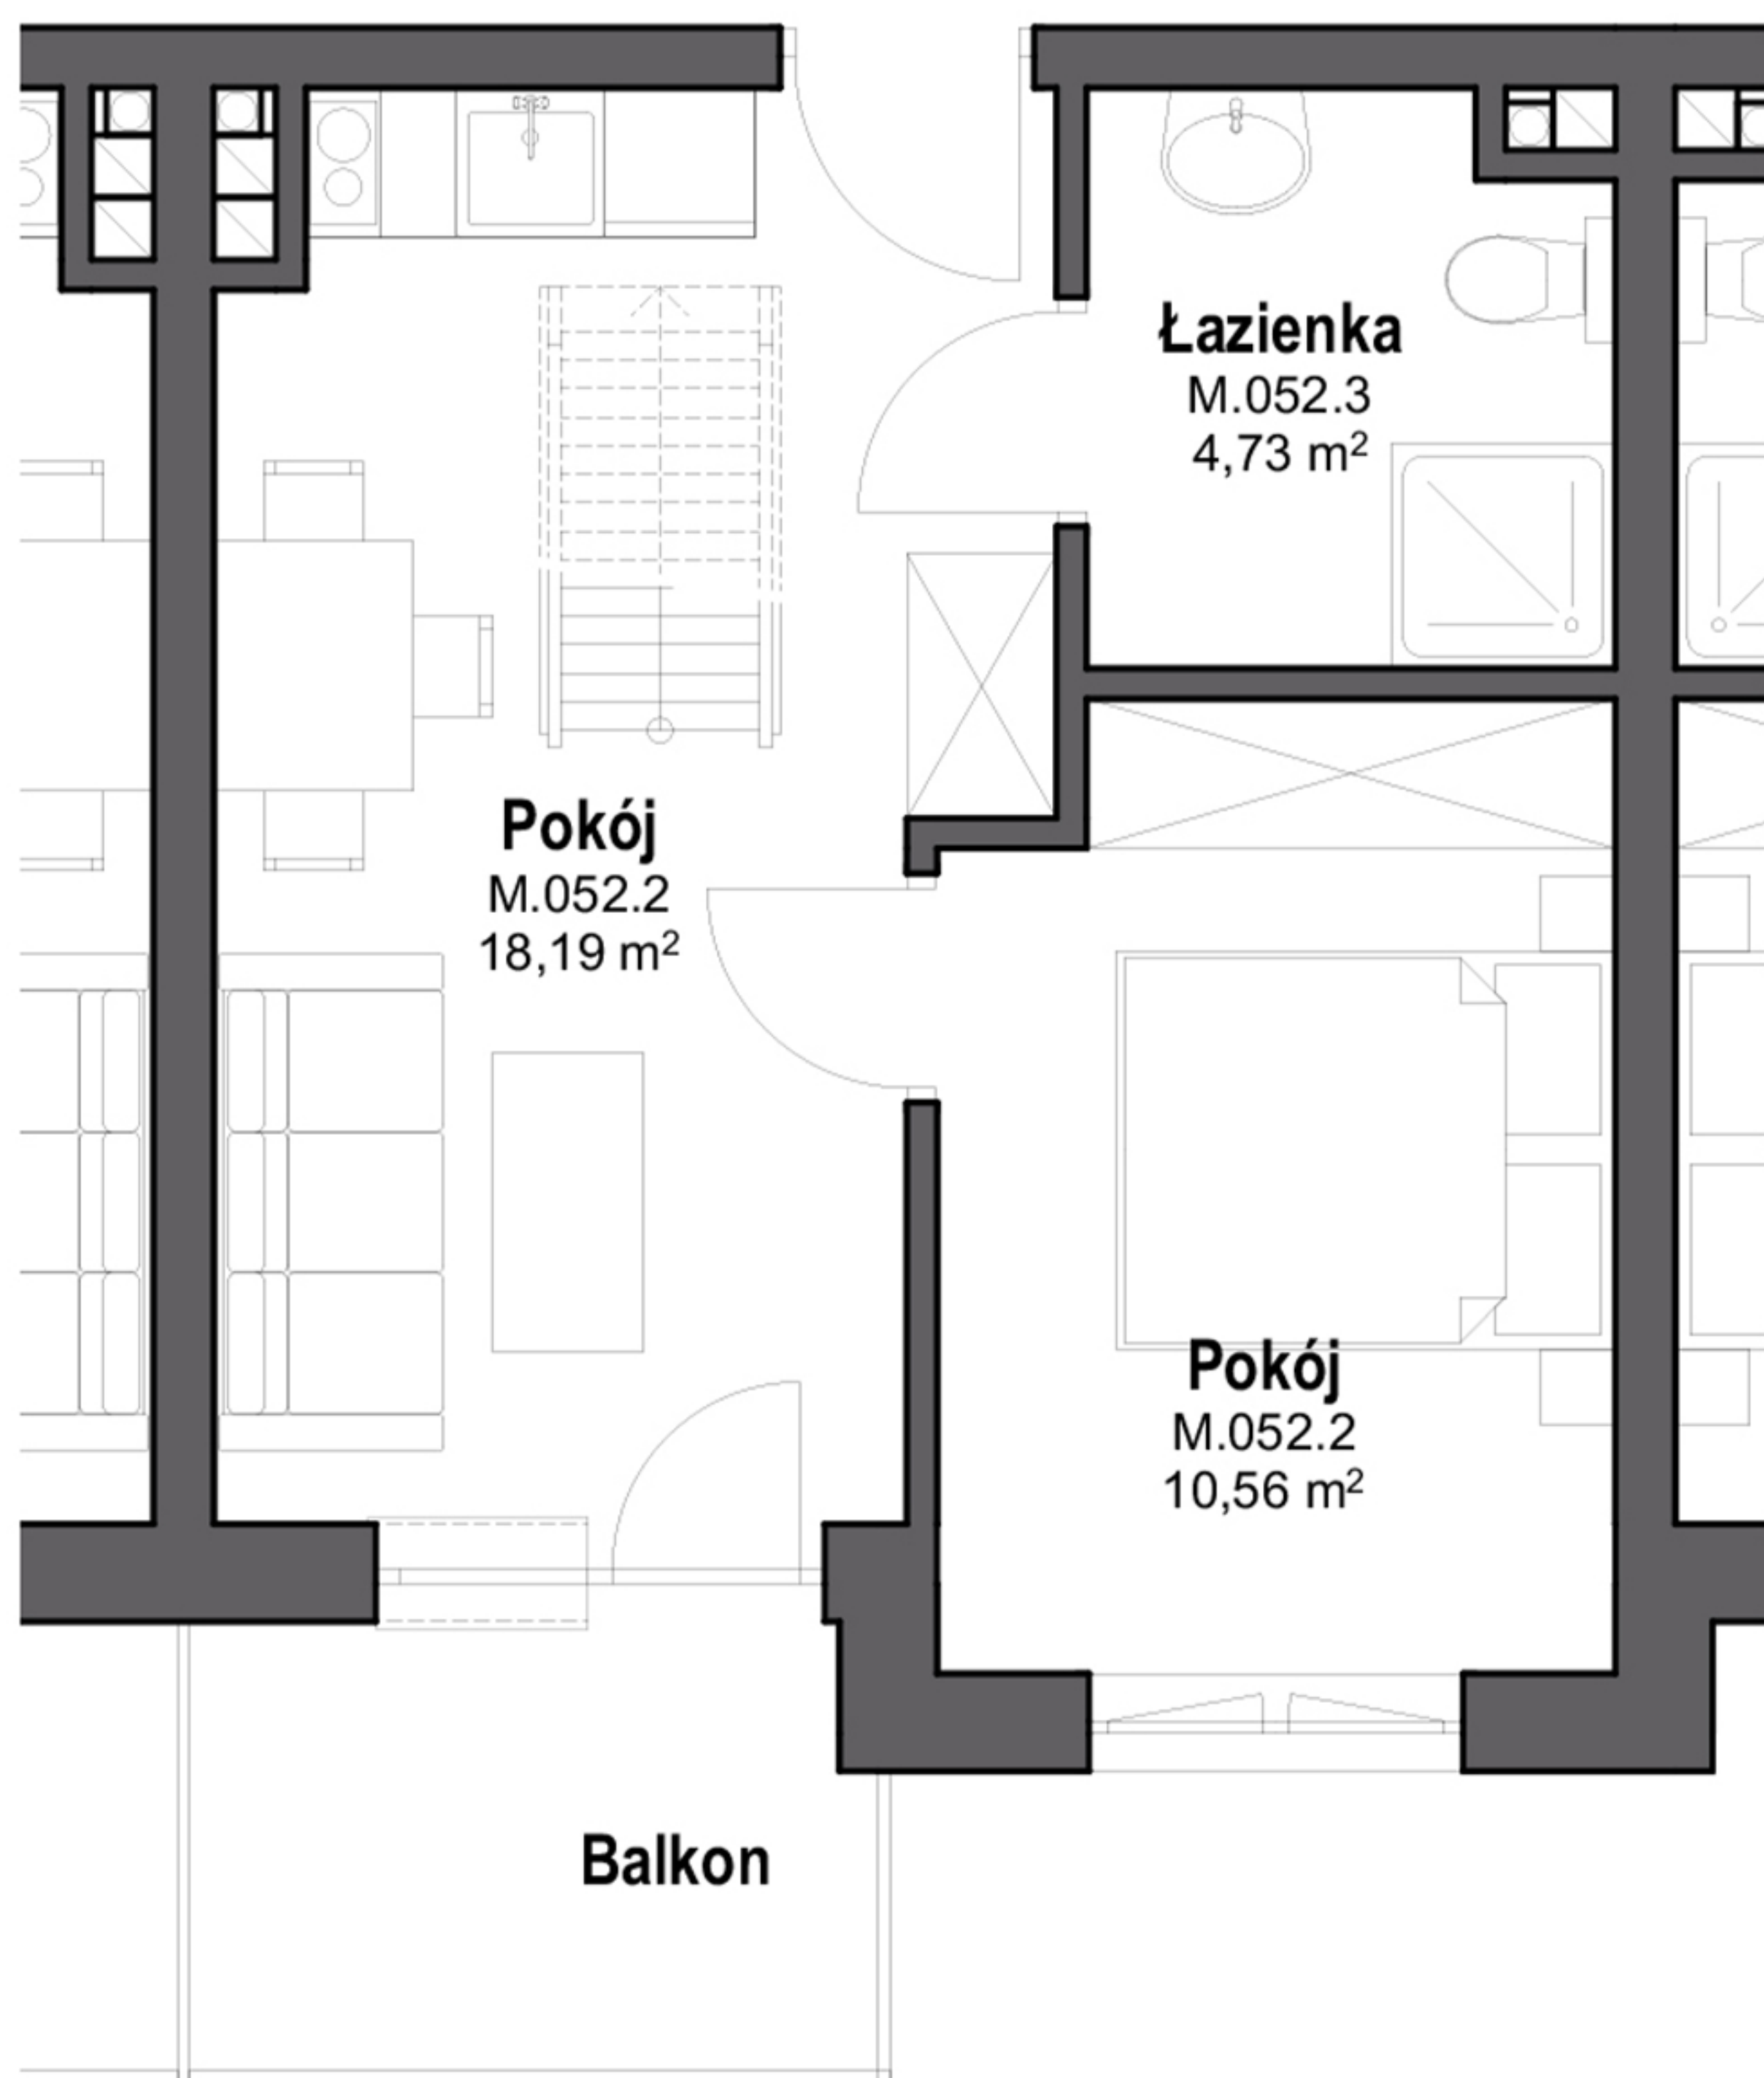 Łazienka
M.052.3
4,73 m²
Pokój
M.052.2
18,19 m²
Pokój
M.052.2
10,56 m²
Balkon